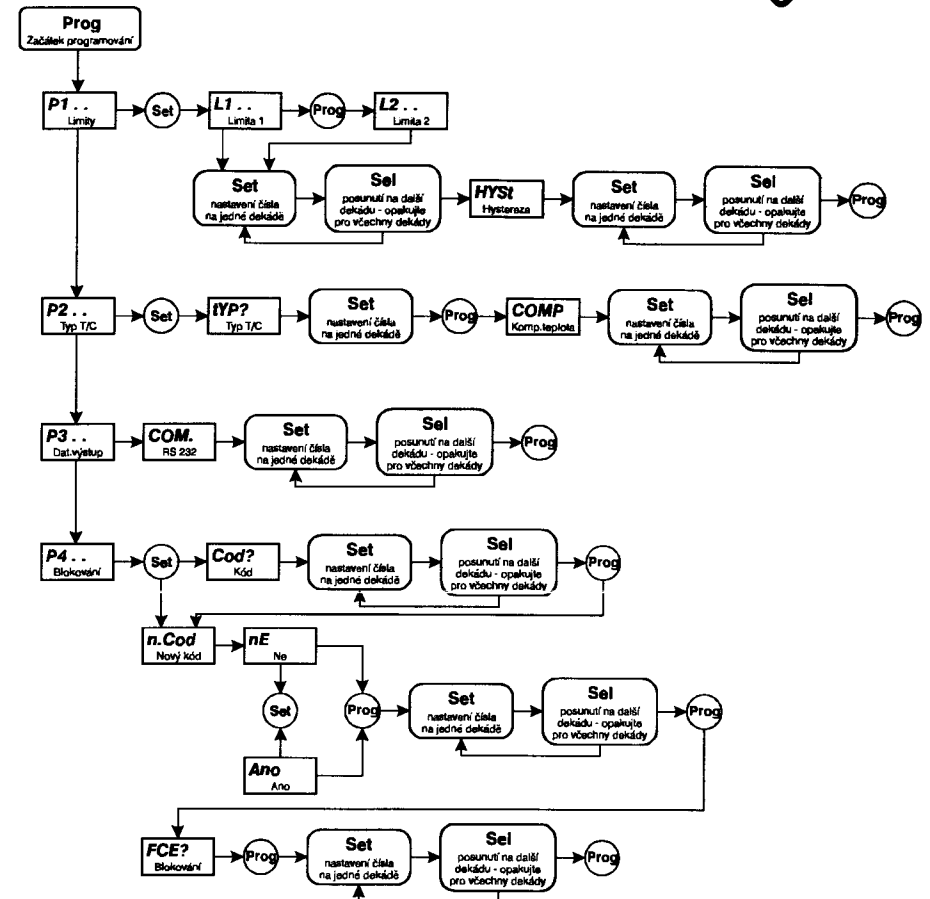 Prog
Začátek programování
P1 . .
Limity
Set
L1 . .
Limita 1
Prog
L2 . .
Limita 2
Set
nastavení čísla
na jedné dekádě
Sel
posunutí na další
dekádu - opakujte
pro včechny dekády
HYSt
Hystereza
Set
nastavení čísla
na jedné dekádě
Sel
posunutí na další
dekádu - opakujte
pro včechny dekády
Prog
P2 . .
Typ T/C
Set
tYP?
Typ T/C
Set
nastavení čísla
na jedné dekádě
Prog
COMP
Komp.teplota
Set
nastavení čísla
na jedné dekádě
Sel
posunutí na další
dekádu - opakujte
pro včechny dekády
Prog
P3 . .
Dat.výstup
COM.
RS 232
Set
nastavení čísla
na jedné dekádě
Sel
posunutí na další
dekádu - opakujte
pro včechny dekády
Prog
P4 . .
Blokování
Set
Cod?
Kód
Set
nastavení čísla
na jedné dekádě
Sel
posunutí na další
dekádu - opakujte
pro včechny dekády
Prog
n.Cod
Nový kód
nE
Ne
Set
Ano
Ano
Prog
Set
nastavení čísla
na jedné dekádě
Sel
posunutí na další
dekádu - opakujte
pro včechny dekády
Prog
FCE?
Blokování
Prog
Set
nastavení čísla
na jedné dekádě
Sel
posunutí na další
dekádu - opakujte
pro včechny dekády
Prog